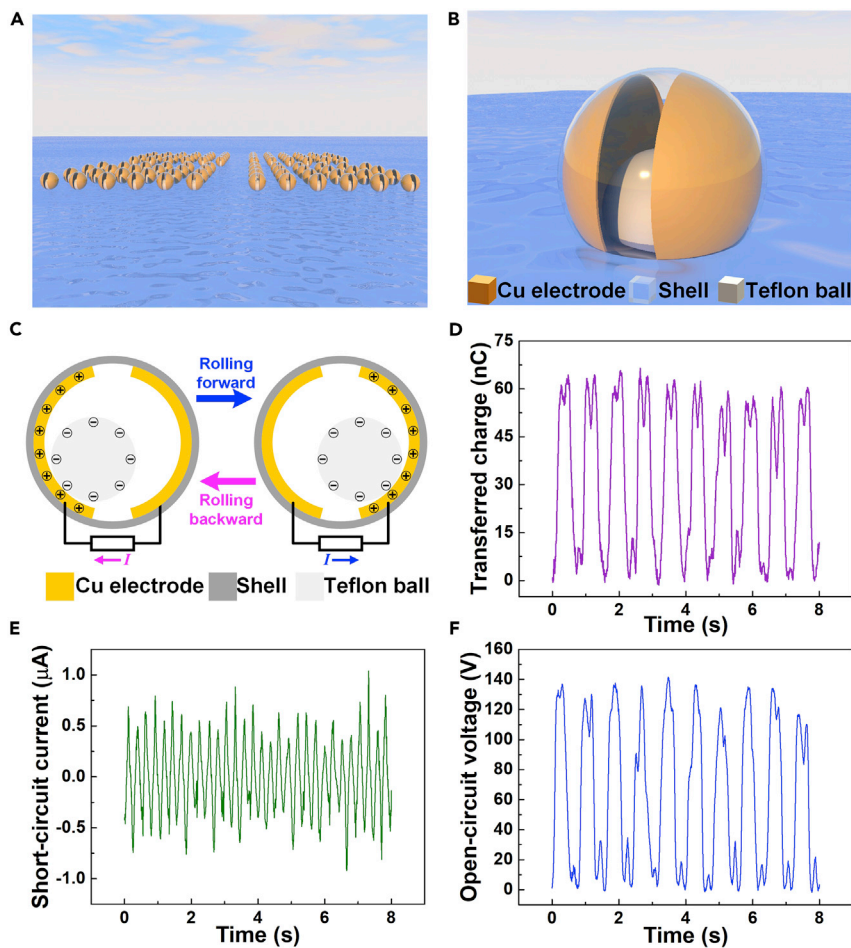 A
B
Cu electrode Shell Teflon ball
C
Rolling
forward
Rolling
backward
I
I
Cu electrode Shell Teflon ball
D
Transferred charge (nC)
75
60
45
30
15
0
0 2 4 6 8
Time (s)
E
Short-circuit current (μA)
1.0
0.5
0.0
-0.5
-1.0
0 2 4 6 8
Time (s)
F
Open-circuit voltage (V)
160
140
120
100
80
60
40
20
0
0 2 4 6 8
Time (s)